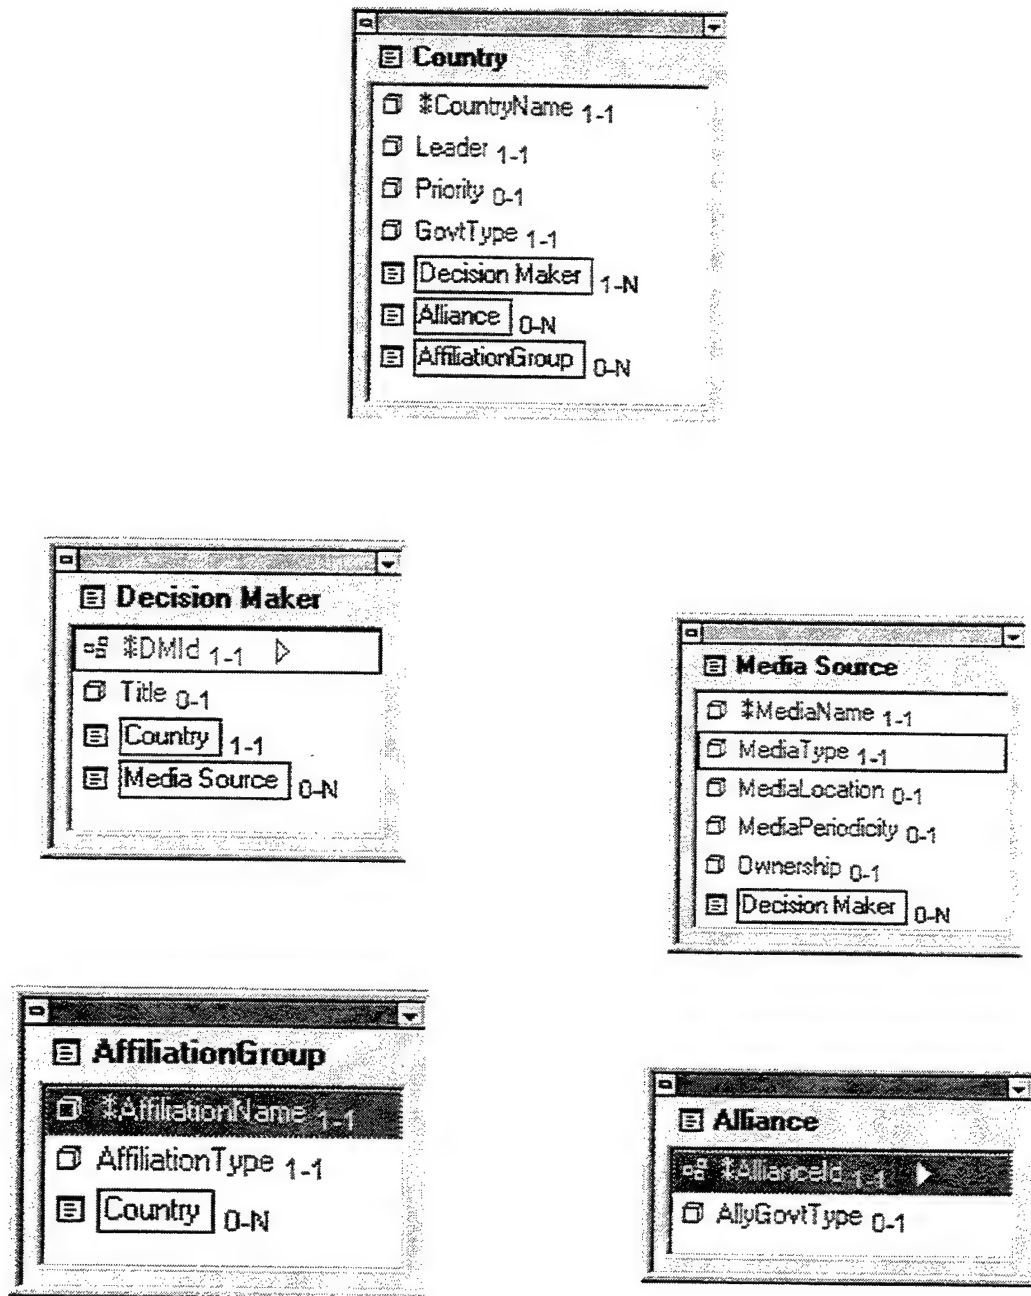 Country
‡CountryName 1-1
Leader 1-1
Priority 0-1
GovtType 1-1
Decision Maker 1-N
Alliance 0-N
AffiliationGroup 0-N
Decision Maker
‡DMId 1-1
Title 0-1
Country 1-1
Media Source 0-N
Media Source
‡MediaName 1-1
MediaType 1-1
MediaLocation 0-1
MediaPeriodicity 0-1
Ownership 0-1
Decision Maker 0-N
AffiliationGroup
‡AffiliationName 1-1
AffiliationType 1-1
Country 0-N
Alliance
‡AllianceId 1-1
AllyGovtType 0-1